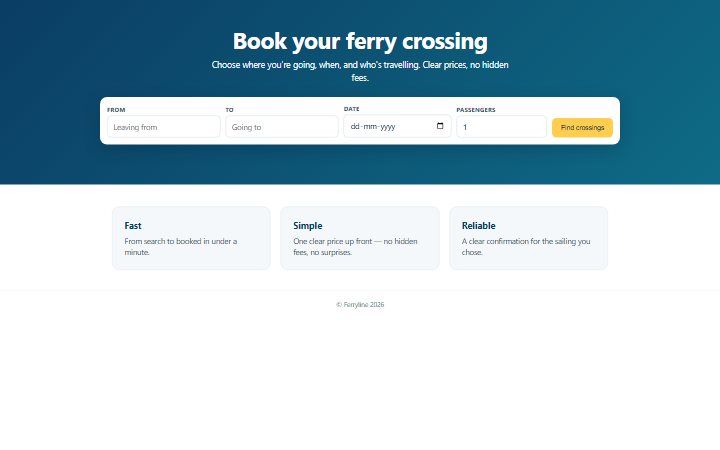 Book your ferry crossing
Choose where you're going, when, and who's travelling. Clear prices, no hidden
fees.
FROM
TO
DATE
PASSENGERS
Leaving from
Going to
dd-mm-yyyy
1
Find crossings
Fast
From search to booked in under a
minute.
Simple
One clear price up front — no hidden
fees, no surprises.
Reliable
A clear confirmation for the sailing you
chose.
© Ferryline 2026